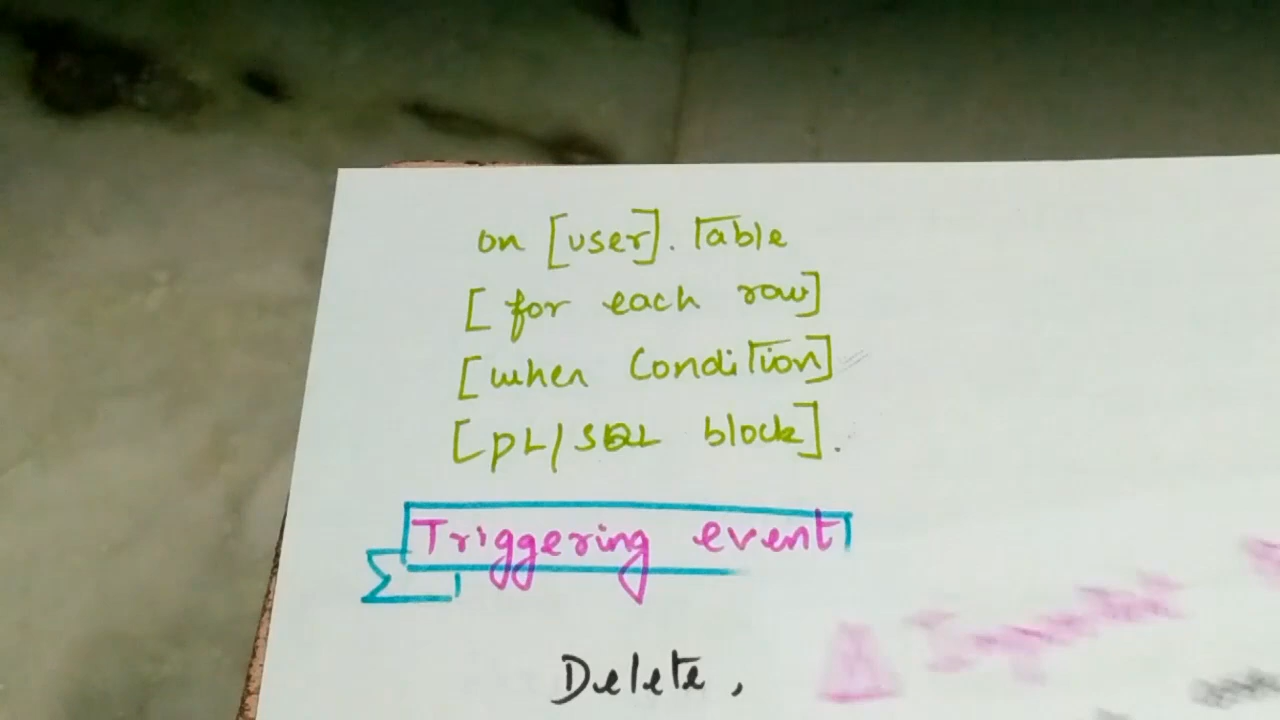 on [user]. Table
[ for each row]
[when Condition]
[PL/SQL block].
Triggering event
Delete,